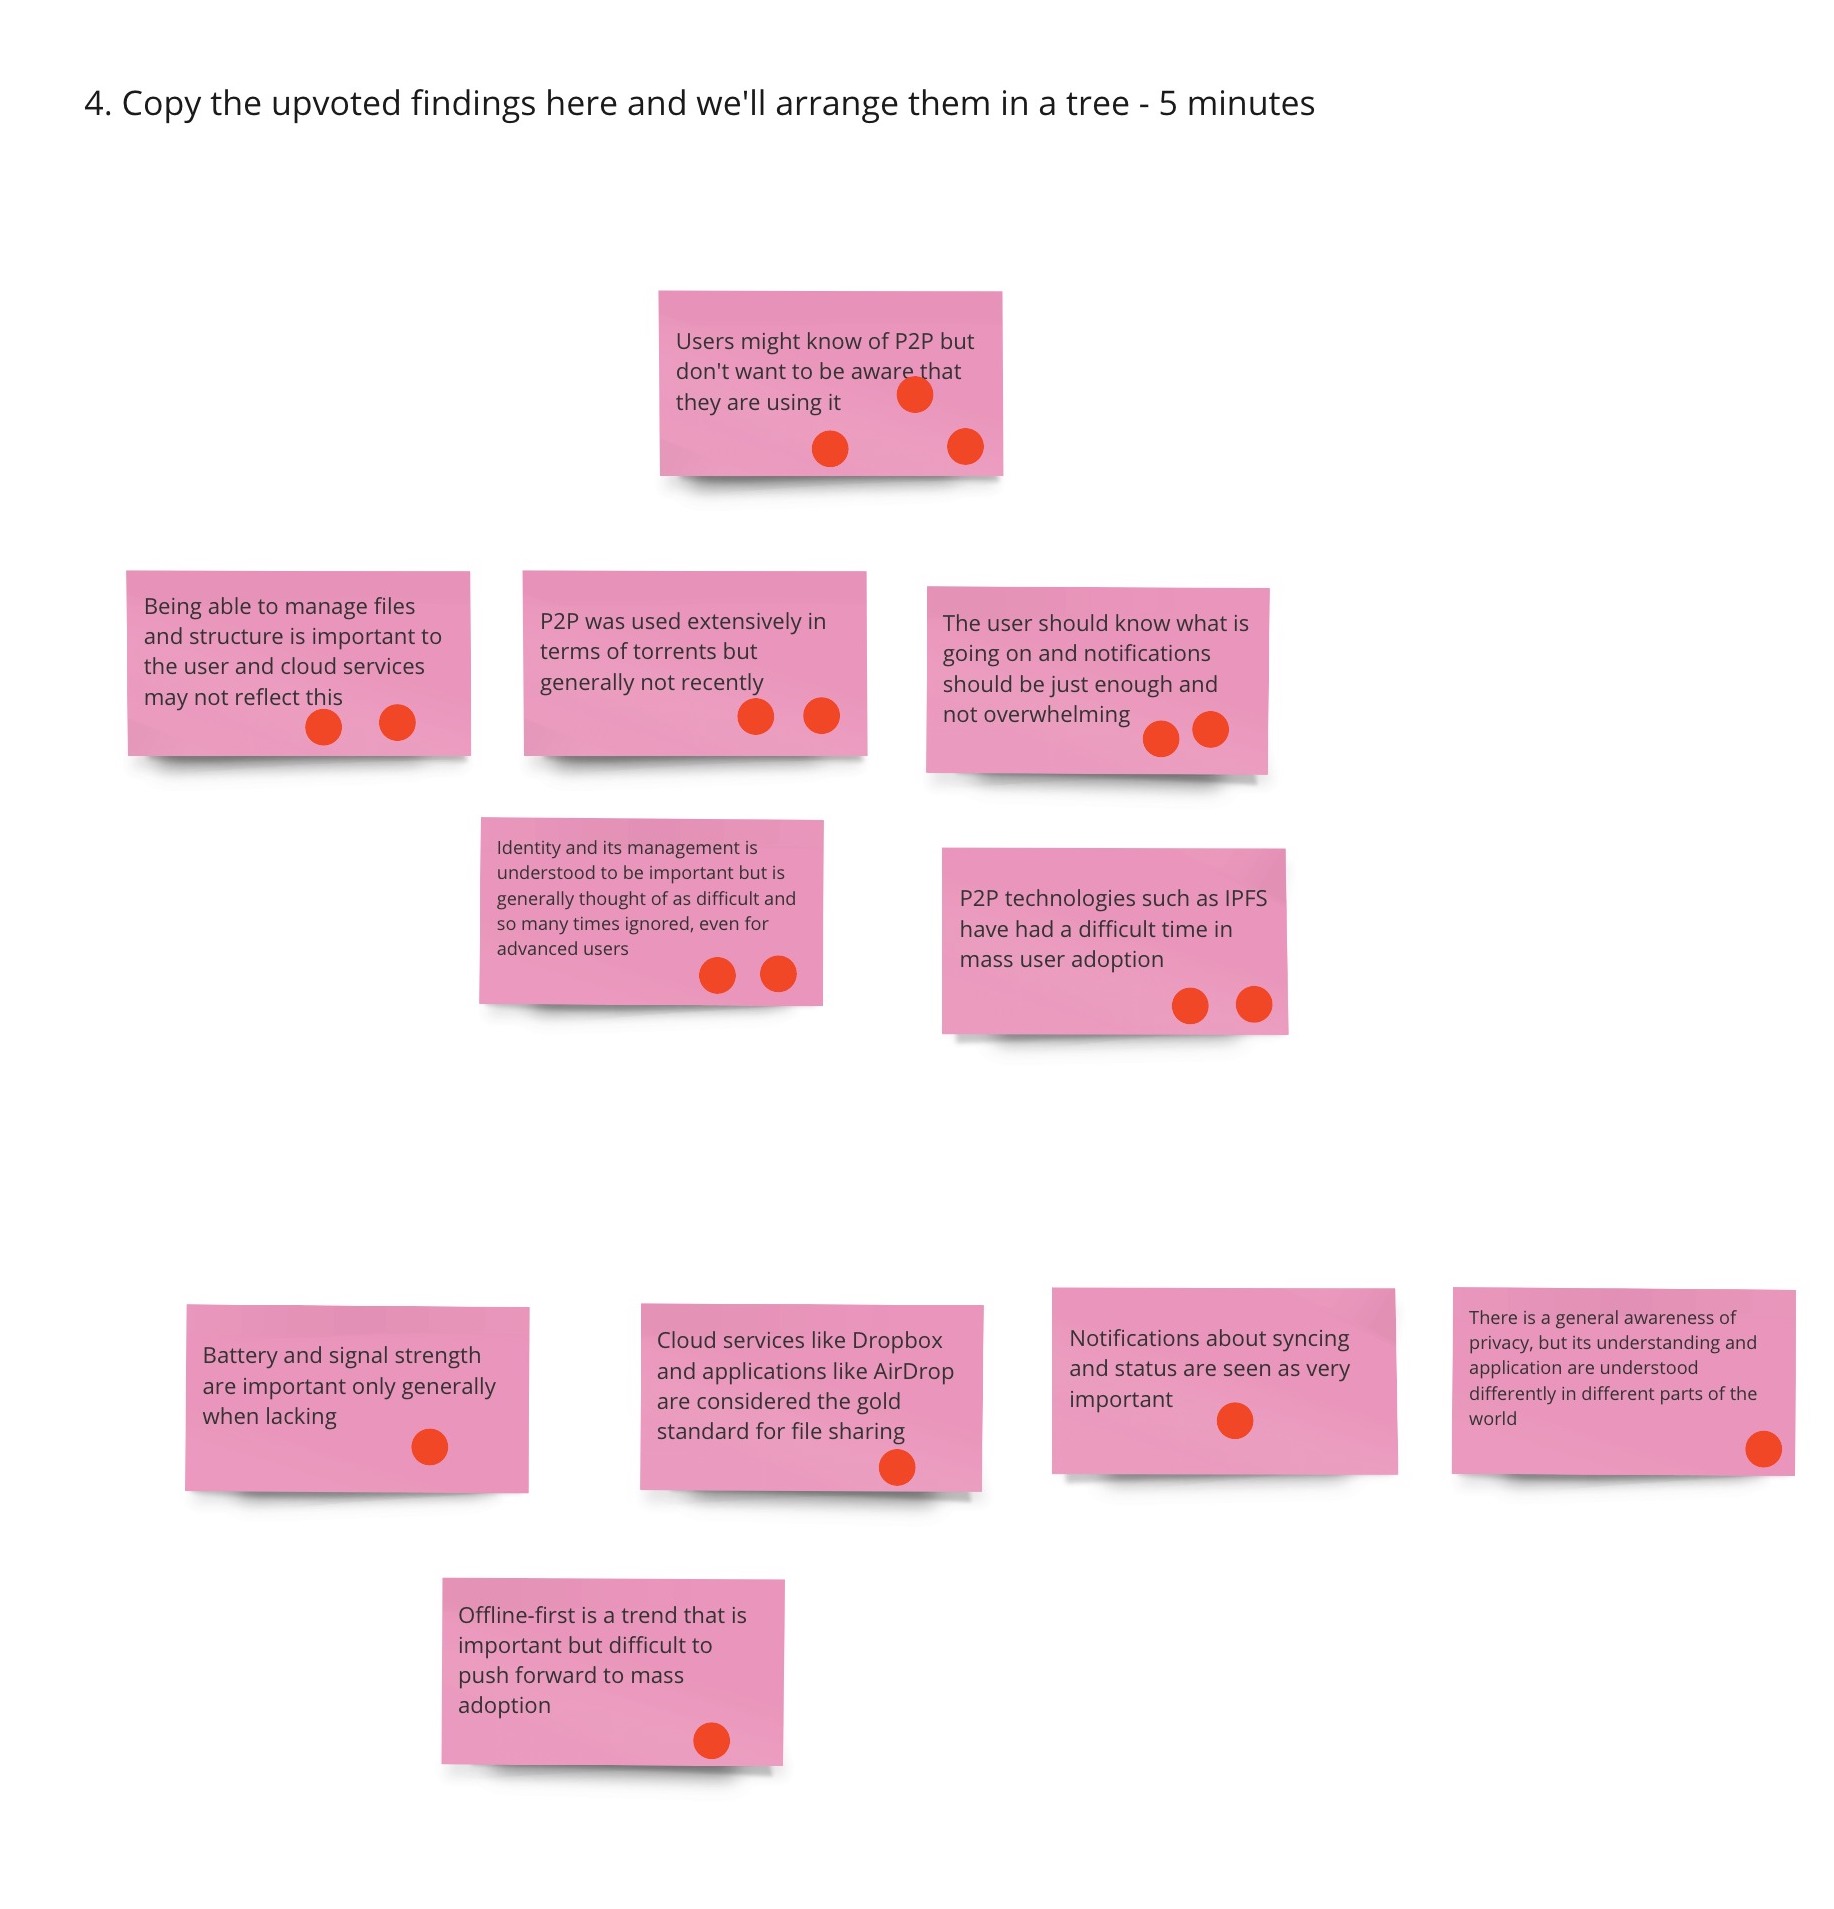 4. Copy the upvoted findings here and we'll arrange them in a tree - 5 minutes
Users might know of P2P but
don't want to be aware that
they are using it
Being able to manage files
and structure is important to
the user and cloud services
may not reflect this
P2P was used extensively in
terms of torrents but
generally not recently
The user should know what is
going on and notifications
should be just enough and
not overwhelming
Identity and its management is
understood to be important but is
generally thought of as difficult and
so many times ignored, even for
advanced users
P2P technologies such as IPFS
have had a difficult time in
mass user adoption
Battery and signal strength
are important only generally
when lacking
Cloud services like Dropbox
and applications like AirDrop
are considered the gold
standard for file sharing
Notifications about syncing
and status are seen as very
important
There is a general awareness of
privacy, but its understanding and
application are understood
differently in different parts of the
world
Offline-first is a trend that is
important but difficult to
push forward to mass
adoption